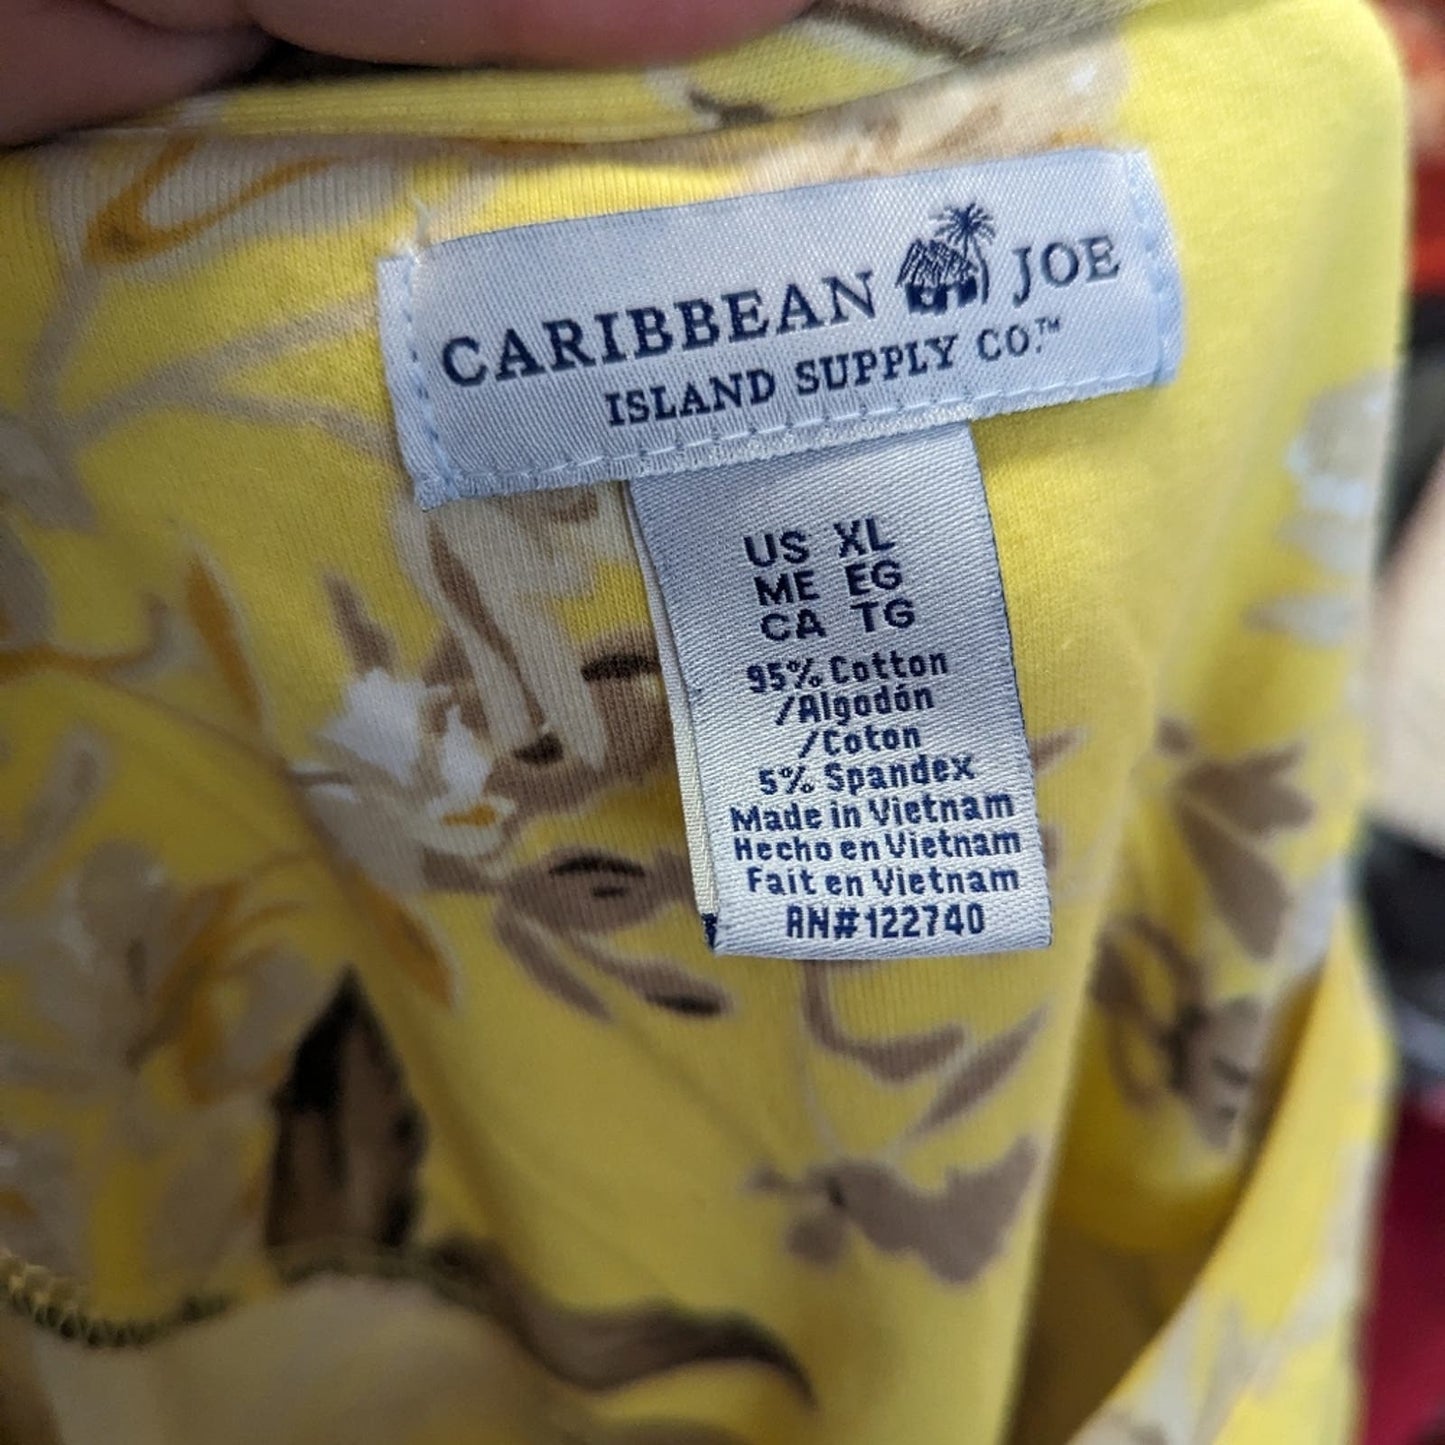 CARIBBEAN JOE
ISLAND SUPPLY CO.™
US XL
ME EG
CA TG
95% Cotton
/Algodón
/Coton
5% Spandex
Made in Vietnam
Hecho en Vietnam
Fait en Vietnam
RN#122740